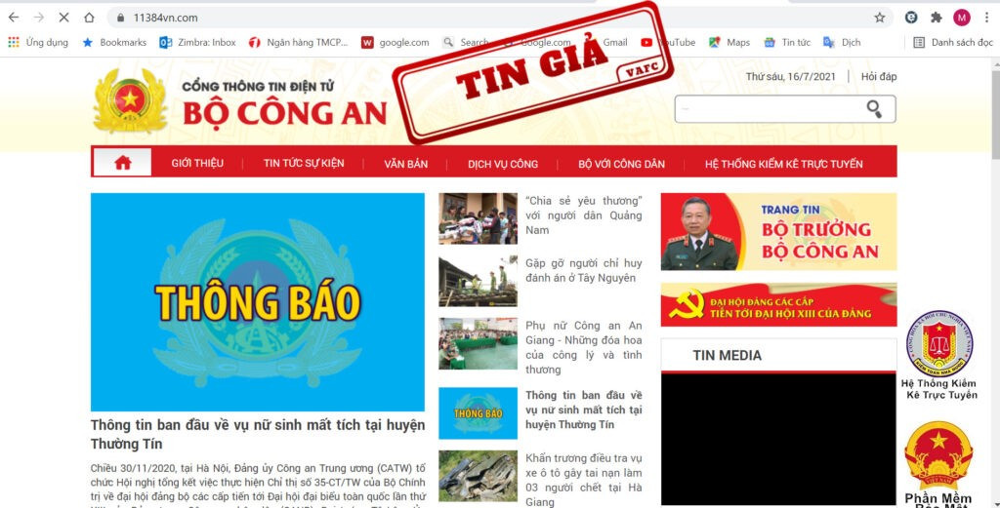 11384vn.com
Ứng dụng
Bookmarks
Zimbra: Inbox
Ngân hàng TMCP...
google.com
Search
Google.com
Gmail
YouTube
Maps
Tin tức
Dịch
Danh sách đọc
TIN GIẢ
VAFC
CỔNG THÔNG TIN ĐIỆN TỬ
BỘ CÔNG AN
Thứ sáu, 16/7/2021
Hỏi đáp
GIỚI THIỆU
TIN TỨC SỰ KIỆN
VĂN BẢN
DỊCH VỤ CÔNG
BỘ VỚI CÔNG DÂN
HỆ THỐNG KIỂM KÊ TRỰC TUYẾN
THÔNG BÁO
Thông tin ban đầu về vụ nữ sinh mất tích tại huyện
Thường Tín
Chiều 30/11/2020, tại Hà Nội, Đảng ủy Công an Trung ương (CATW) tổ
chức Hội nghị tổng kết việc thực hiện Chỉ thị số 35-CT/TW của Bộ Chính
trị về đại hội đảng bộ các cấp tiến tới Đại hội đại biểu toàn quốc lần thứ
“Chia sẻ yêu thương”
với người dân Quảng
Nam
Gặp gỡ người chỉ huy
đánh án ở Tây Nguyên
Phụ nữ Công an An
Giang - Những đóa hoa
của công lý và tình
thương
THÔNG BÁO
Thông tin ban đầu về
vụ nữ sinh mất tích tại
huyện Thường Tín
Khẩn trương điều tra vụ
xe ô tô gây tai nạn làm
03 người chết tại Hà
Giang
TRANG TIN
BỘ TRƯỞNG
BỘ CÔNG AN
ĐẠI HỘI ĐẢNG CÁC CẤP
TIẾN TỚI ĐẠI HỘI XIII CỦA ĐẢNG
TIN MEDIA
Hệ Thống Kiểm
Kê Trực Tuyến
VIỆT NAM
Phần Mềm
Bảo Mật